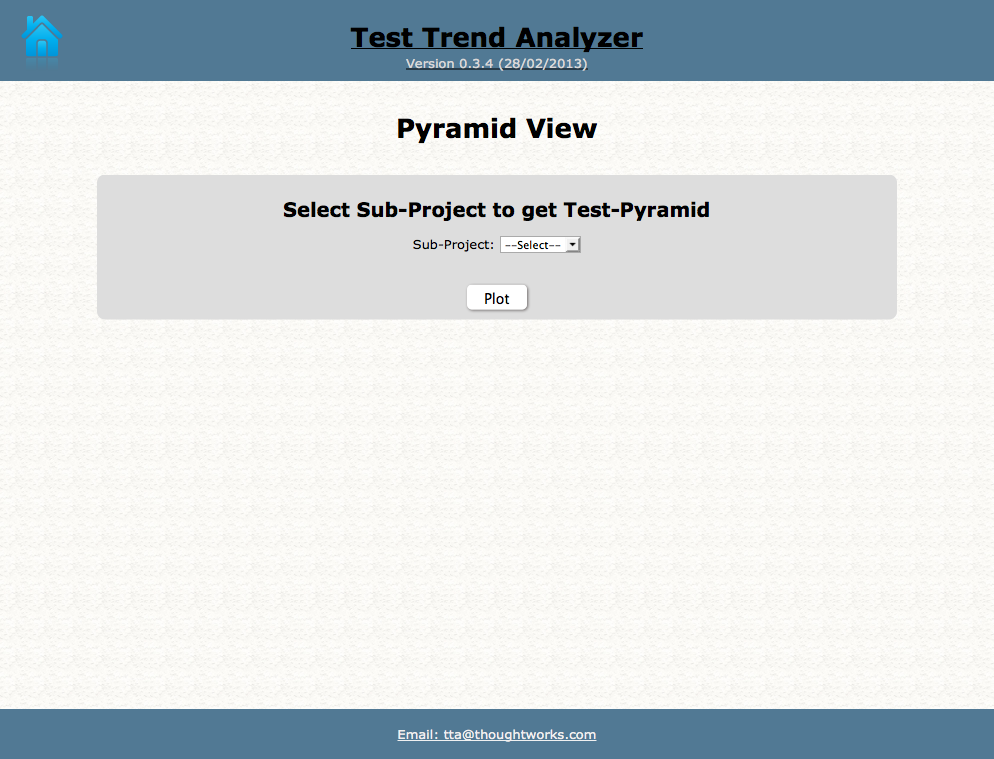 Test Trend Analyzer
Version 0.3.4 (28/02/2013)
Pyramid View
Select Sub-Project to get Test-Pyramid
Sub-Project: --Select--
Plot
Email: tta@thoughtworks.com